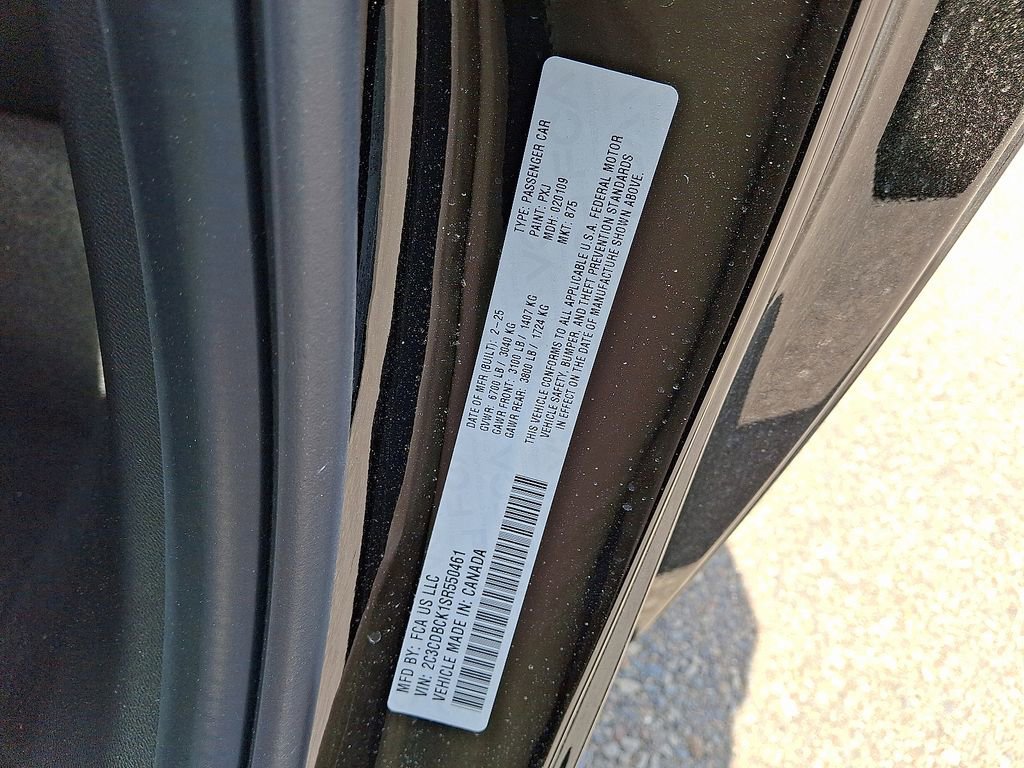 MFD BY: FCA US LLC
VIN: 2C3CDBCK1SR550461
VEHICLE MADE IN: CANADA
DATE OF MFR (BUILT): 2-25
GVWR: 6700 LB / 3040 KG
GAWR FRONT: 3100 LB / 1407 KG
GAWR REAR: 3800 LB / 1724 KG
TYPE: PASSENGER CAR
PAINT: PXJ
MDH: 020109
MKT: 875
THIS VEHICLE CONFORMS TO ALL APPLICABLE U.S.A. FEDERAL MOTOR
VEHICLE SAFETY, BUMPER, AND THEFT PREVENTION STANDARDS
IN EFFECT ON THE DATE OF MANUFACTURE SHOWN ABOVE.